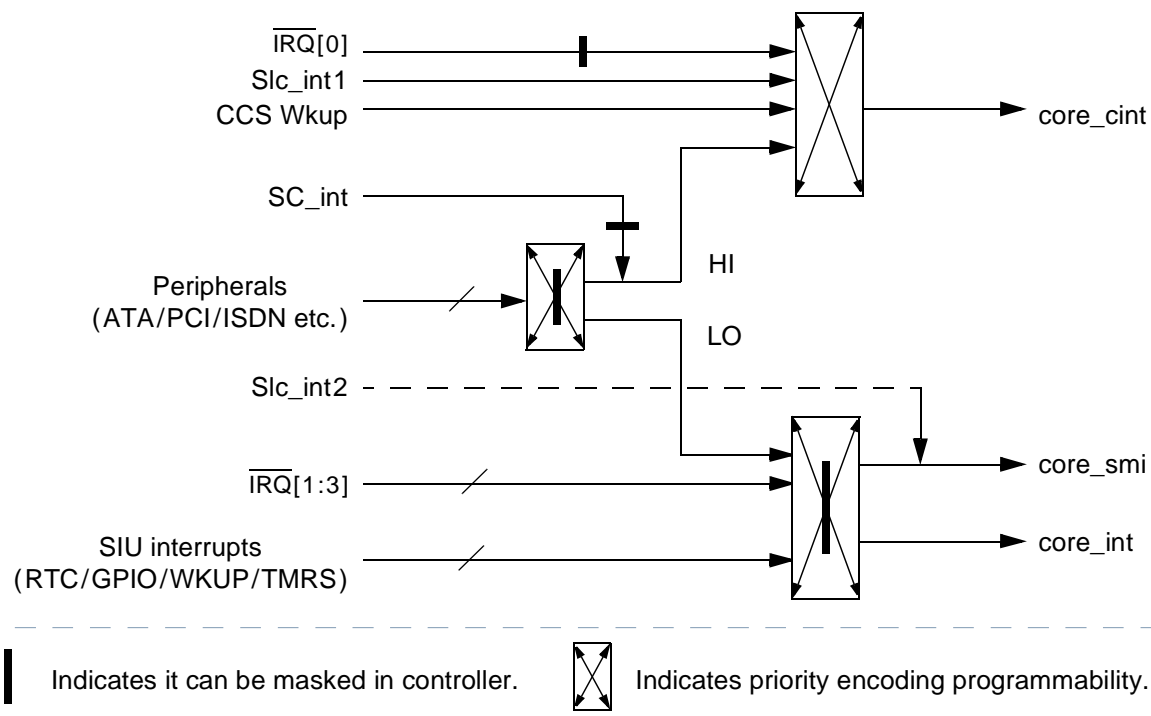 IRQ[0]
Slc_int1
CCS Wkup
core_cint
SC_int
HI
Peripherals
(ATA/PCI/ISDN etc.)
LO
Slc_int2
core_smi
IRQ[1:3]
core_int
SIU interrupts
(RTC/GPIO/WKUP/TMRS)
Indicates it can be masked in controller.
Indicates priority encoding programmability.